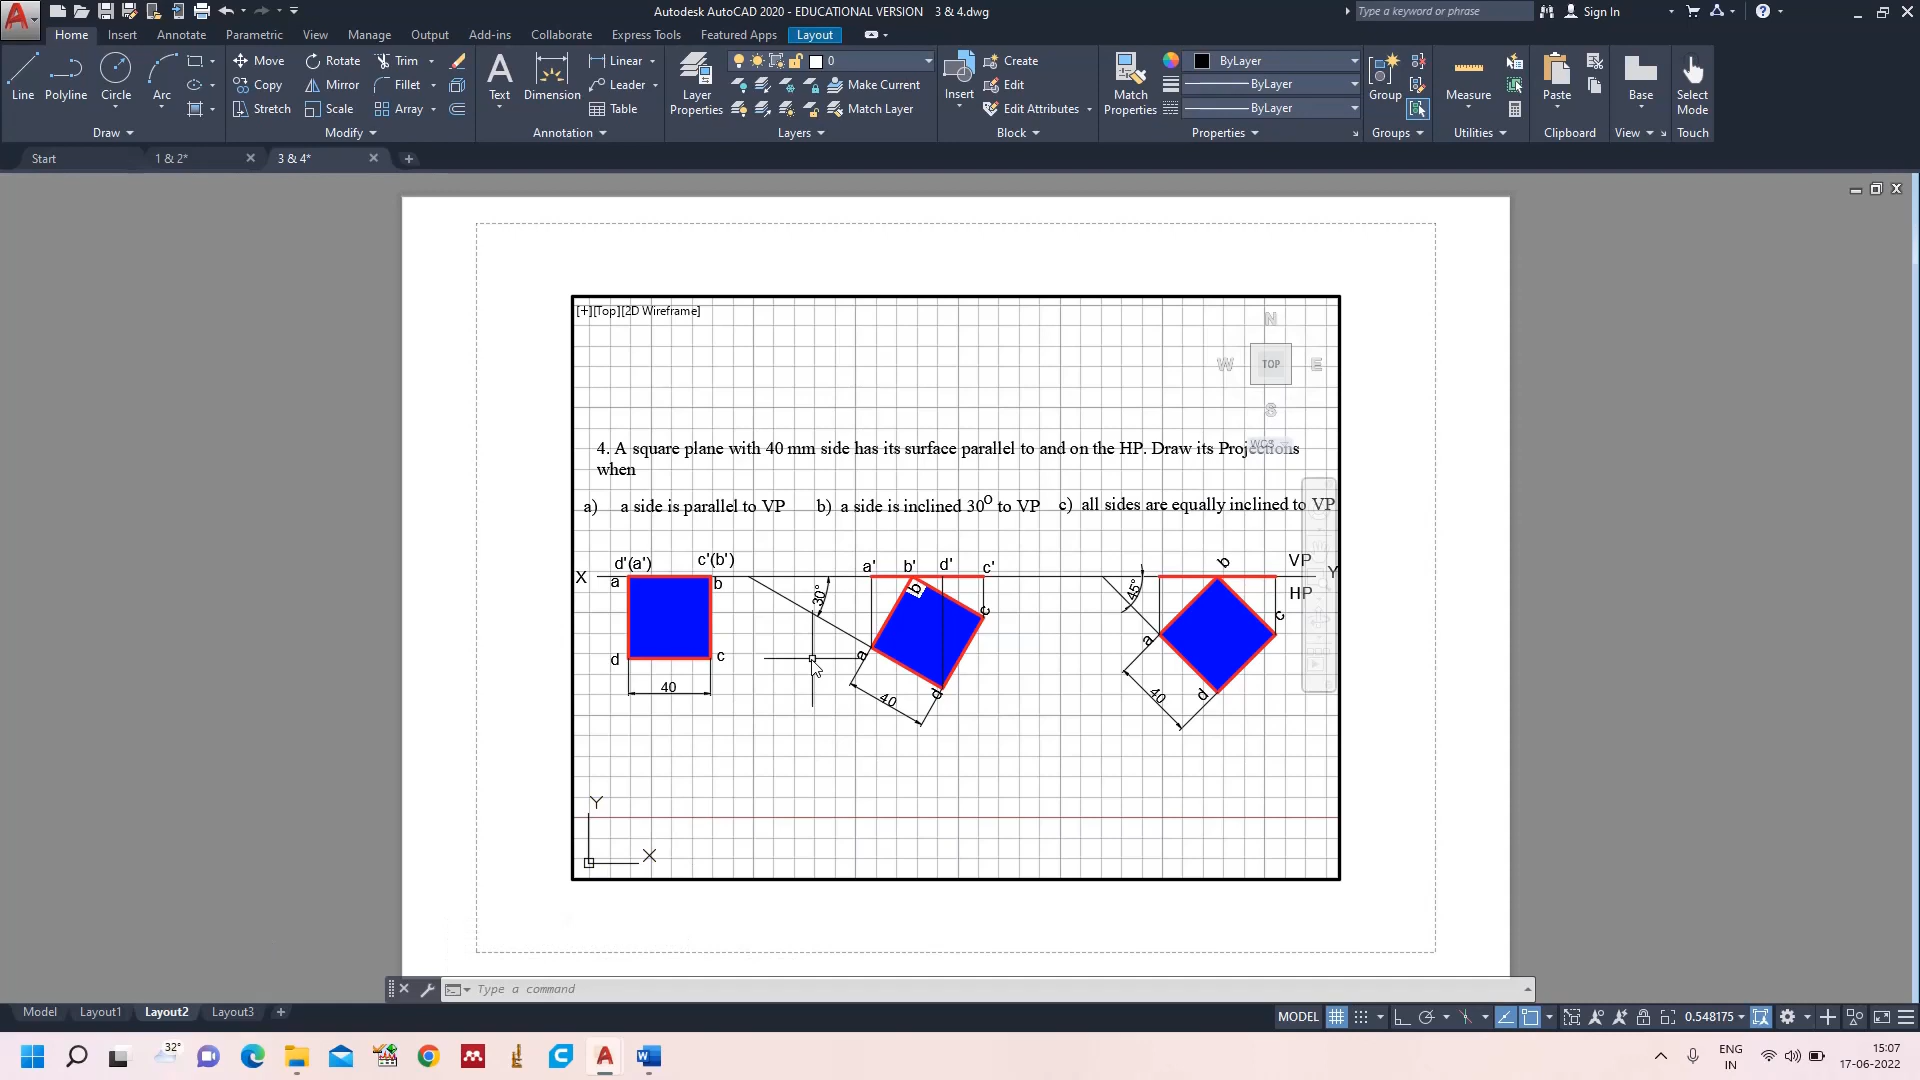 Autodesk AutoCAD 2020 - EDUCATIONAL VERSION 3 & 4.dwg
Type a keyword or phrase
Sign In
Home Insert Annotate Parametric View Manage Output Add-ins Collaborate Express Tools Featured Apps Layout
Line Polyline Circle Arc
Draw
Move Rotate Trim
Copy Mirror Fillet
Stretch Scale Array
Modify
Text Dimension
Linear
Leader
Table
Annotation
Layer Properties
0
Make Current
Match Layer
Layers
Insert
Create
Edit
Edit Attributes
Block
Match Properties
ByLayer
ByLayer
ByLayer
Properties
Group
Groups
Measure
Utilities
Paste
Clipboard
Base
View
Select Mode
Touch
Start 1 & 2* 3 & 4*
[+][Top][2D Wireframe]
N
W TOP E
S
WCS
4. A square plane with 40 mm side has its surface parallel to and on the HP. Draw its Projections
when
a) a side is parallel to VP b) a side is inclined 30O to VP c) all sides are equally inclined to VP
d'(a') c'(b') a' b' d' c' b VP
X a b 30° b c 45° HP Y
c
d c a a
40 40 d 40 d
Y
X
Type a command
Model Layout1 Layout2 Layout3
MODEL 0.548175
32°
ENG
IN
15:07
17-06-2022